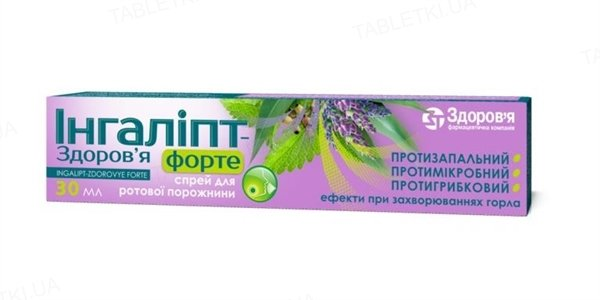 TABLETKI.UA
Інгаліпт-
Здоров'я форте
INGALIPT-ZDOROVYE FORTE
30 мл
спрей для
ротової порожнини
Здоров'я
фармацевтична компанія
ПРОТИЗАПАЛЬНИЙ
ПРОТИМІКРОБНИЙ
ПРОТИГРИБКОВИЙ
ефекти при захворюваннях горла